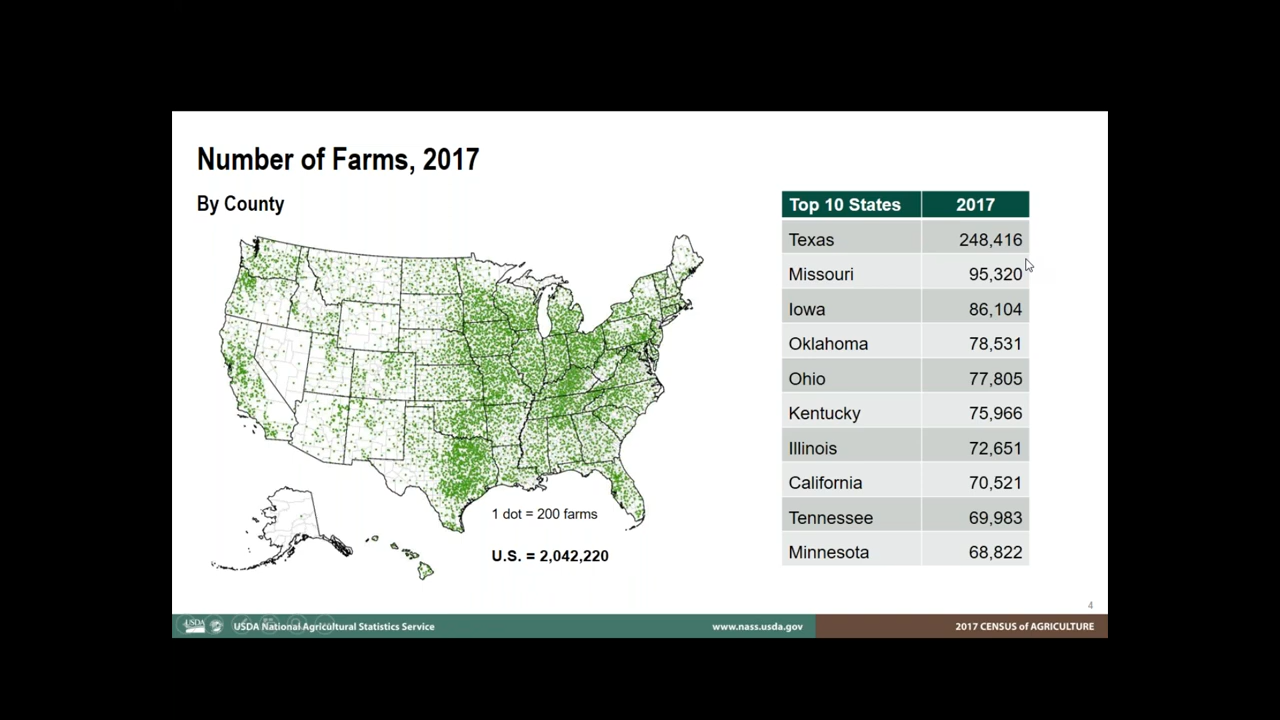 Number of Farms, 2017
By County
Top 10 States 2017
Texas 248,416
Missouri 95,320
Iowa 86,104
Oklahoma 78,531
Ohio 77,805
Kentucky 75,966
Illinois 72,651
California 70,521
Tennessee 69,983
Minnesota 68,822
1 dot = 200 farms
U.S. = 2,042,220
4
USDA USDA National Agricultural Statistics Service
www.nass.usda.gov
2017 CENSUS of AGRICULTURE